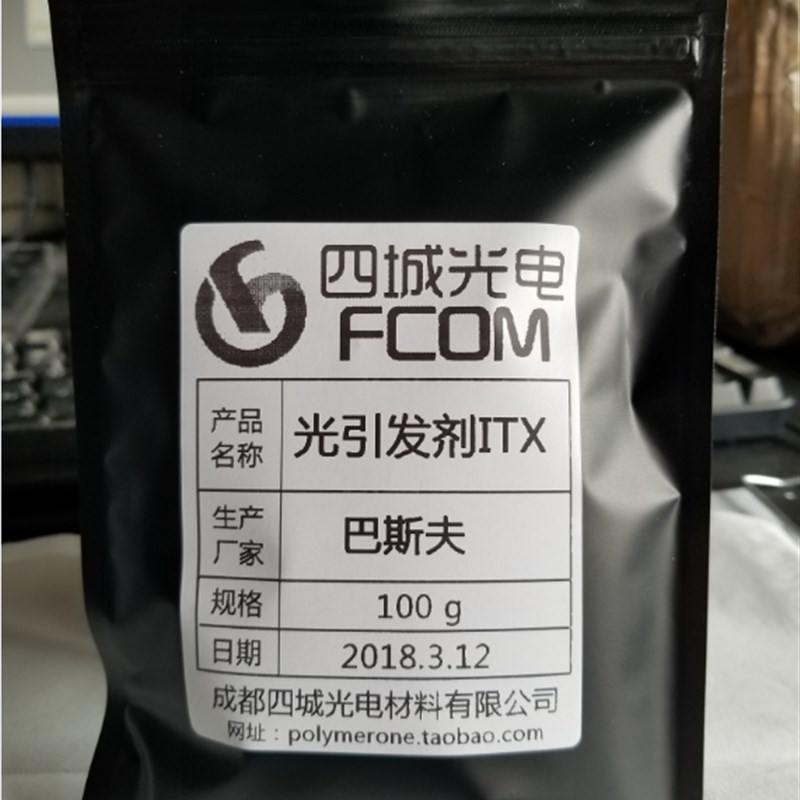 四城光电
FCOM
产品
名称
光引发剂ITX
生产
厂家
巴斯夫
规格
100 g
日期
2018.3.12
成都四城光电材料有限公司
网址：polymerone.taobao.com